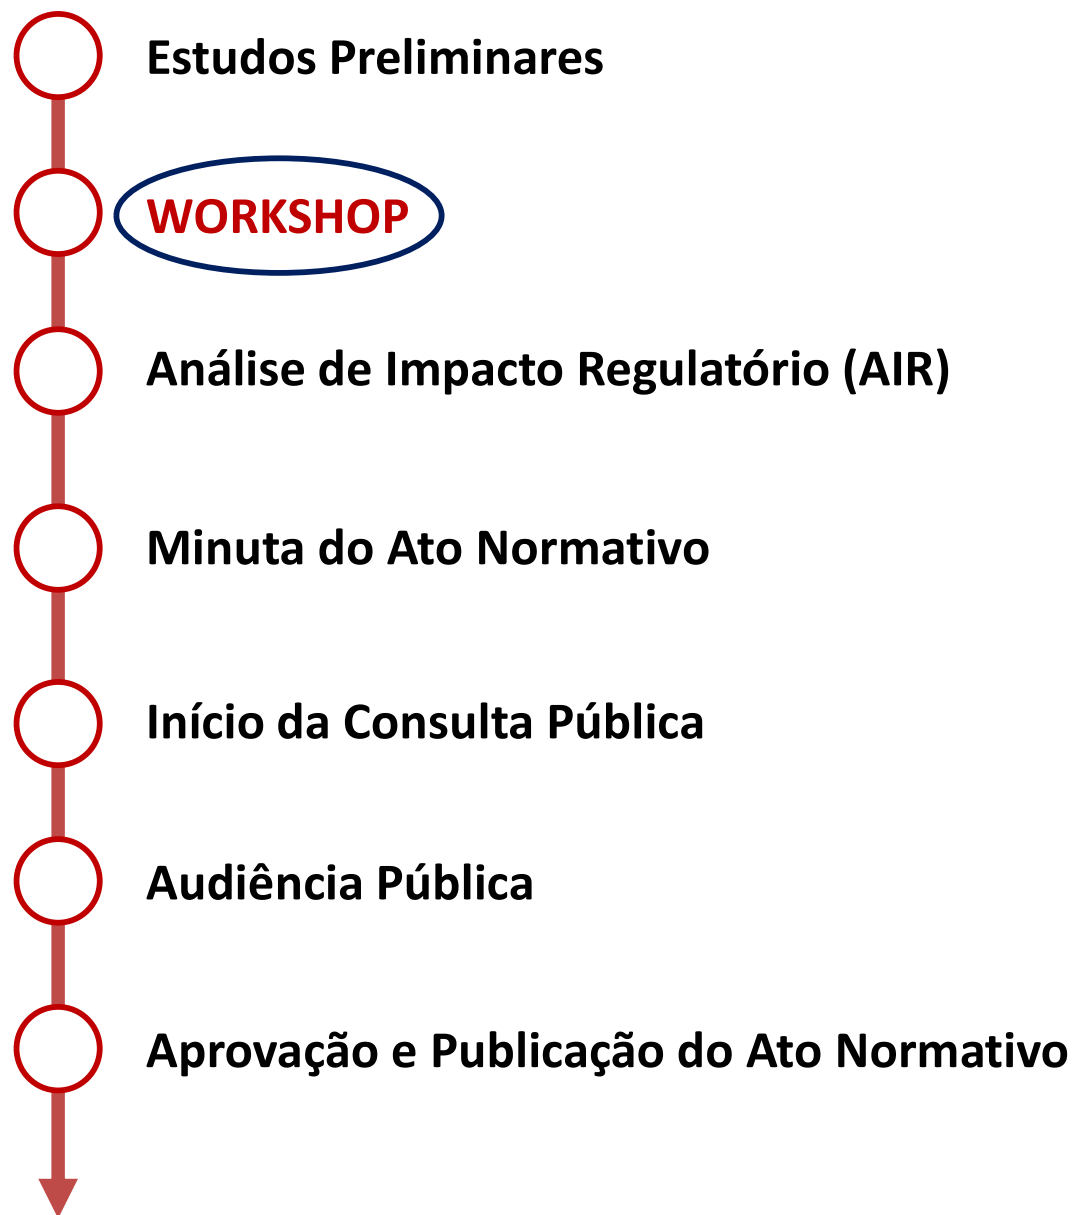 Estudos Preliminares
WORKSHOP
Análise de Impacto Regulatório (AIR)
Minuta do Ato Normativo
Início da Consulta Pública
Audiência Pública
Aprovação e Publicação do Ato Normativo